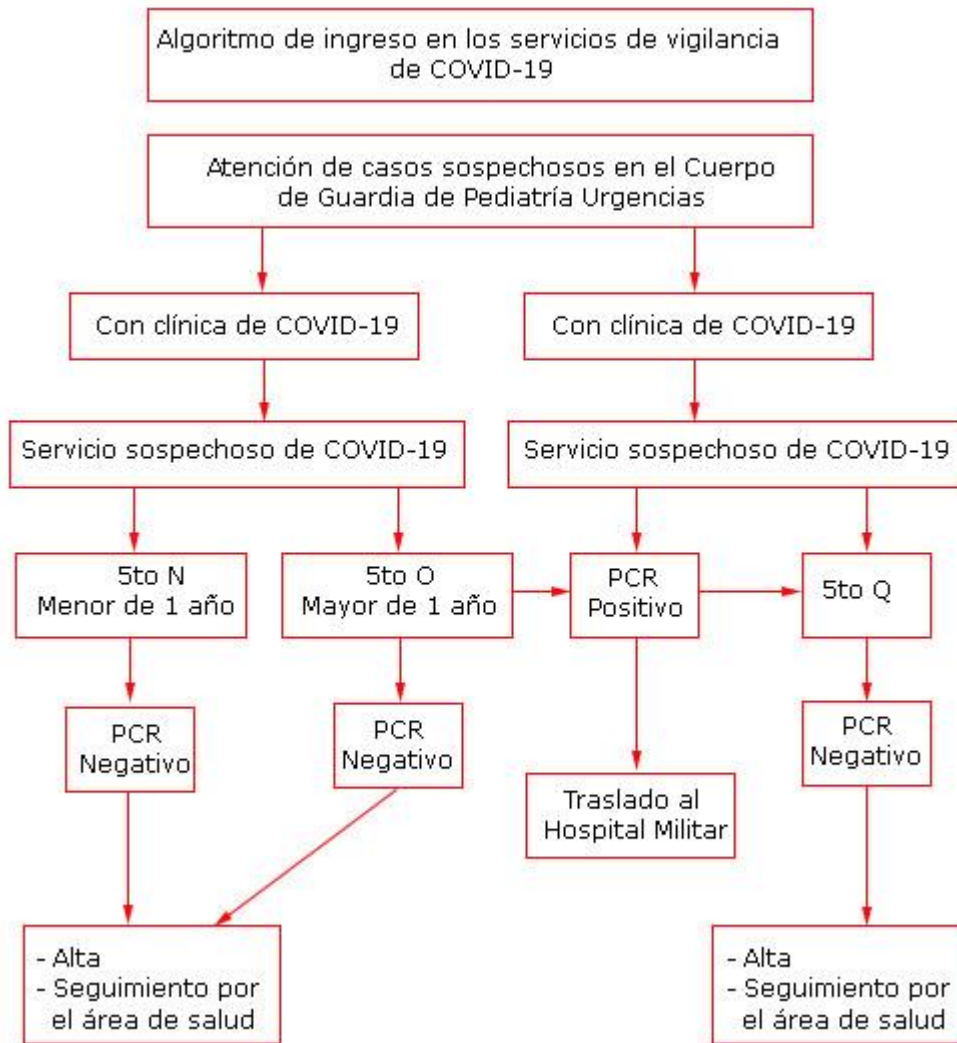 Algoritmo de ingreso en los servicios de vigilancia
de COVID-19
Atención de casos sospechosos en el Cuerpo
de Guardia de Pediatría Urgencias
Con clínica de COVID-19
Con clínica de COVID-19
Servicio sospechoso de COVID-19
Servicio sospechoso de COVID-19
5to N
Menor de 1 año
5to O
Mayor de 1 año
PCR
Positivo
5to Q
PCR
Negativo
PCR
Negativo
Traslado al
Hospital Militar
PCR
Negativo
- Alta
- Seguimiento por
el área de salud
- Alta
- Seguimiento por
el área de salud